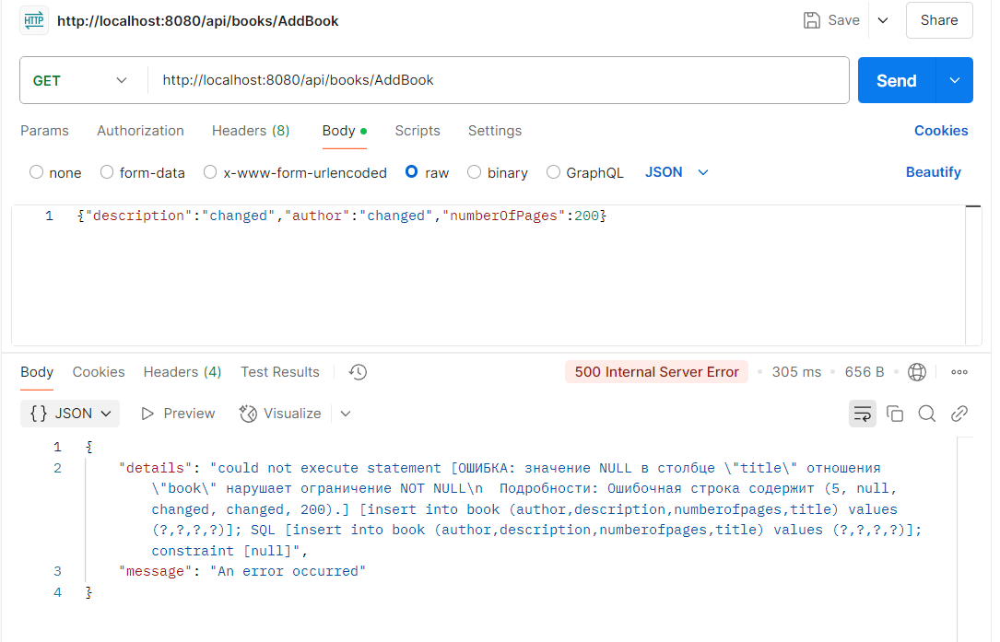 HTTP http://localhost:8080/api/books/AddBook Save Share
GET http://localhost:8080/api/books/AddBook Send
Params Authorization Headers (8) Body Scripts Settings Cookies
none form-data x-www-form-urlencoded raw binary GraphQL JSON Beautify
1 {"description":"changed","author":"changed","numberOfPages":200}
Body Cookies Headers (4) Test Results 500 Internal Server Error 305 ms 656 B
{} JSON Preview Visualize
1 {
2 "details": "could not execute statement [ОШИБКА: значение NULL в столбце \"title\" отношения
\"book\" нарушает ограничение NOT NULL\n  Подробности: Ошибочная строка содержит (5, null,
changed, changed, 200).] [insert into book (author,description,numberofpages,title) values
(?,?,?,?)]; SQL [insert into book (author,description,numberofpages,title) values (?,?,?,?)];
constraint [null]",
3 "message": "An error occurred"
4 }